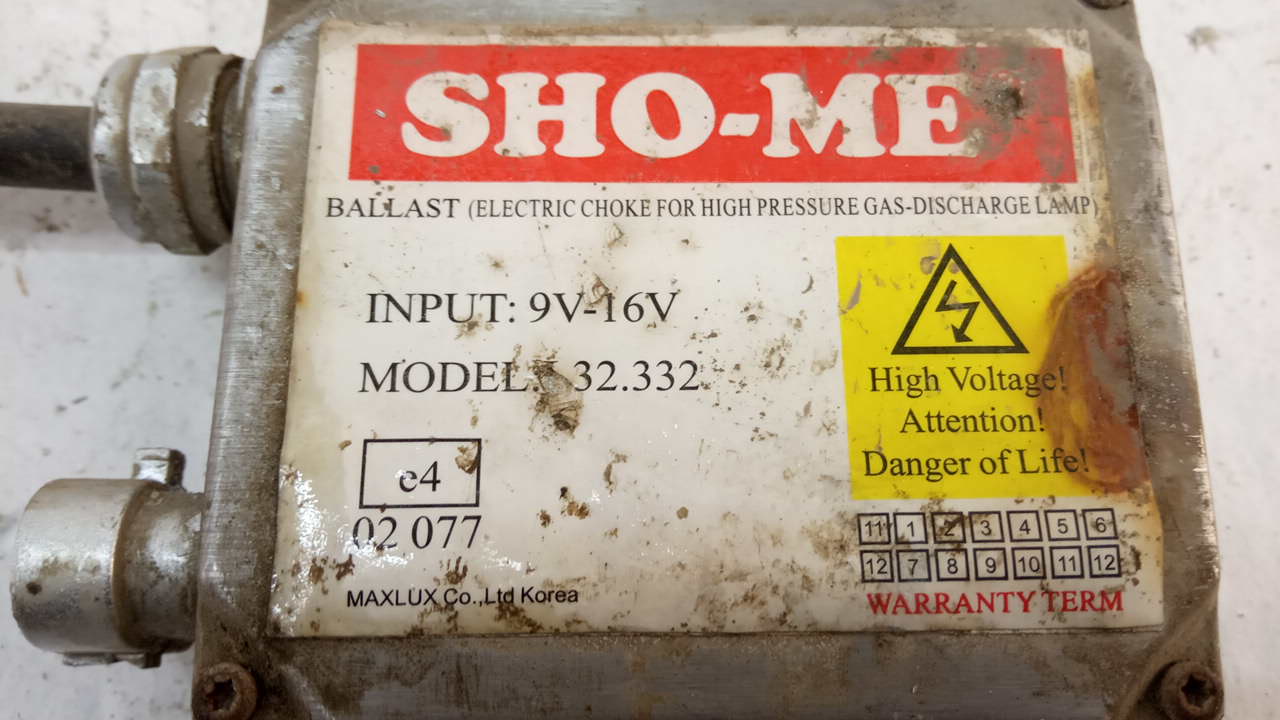 SHO-ME
BALLAST (ELECTRIC CHOKE FOR HIGH PRESSURE GAS-DISCHARGE LAMP)
INPUT: 9V-16V
MODEL: 32.332
High Voltage!
Attention!
Danger of Life!
e4
02 077
MAXLUX Co.,Ltd Korea
11 1 2 3 4 5 6
12 7 8 9 10 11 12
WARRANTY TERM